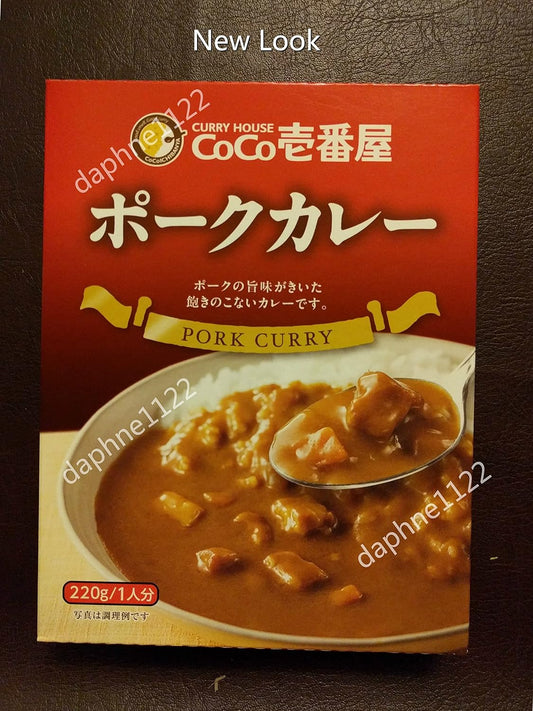 New Look
CURRY HOUSE
CoCo壱番屋
CoCoICHIBANYA
daphne1122
ポークカレー
ポークの旨味がきいた
飽きのこないカレーです。
PORK CURRY
daphne1122
daphne1122
220g/1人分
写真は調理例です